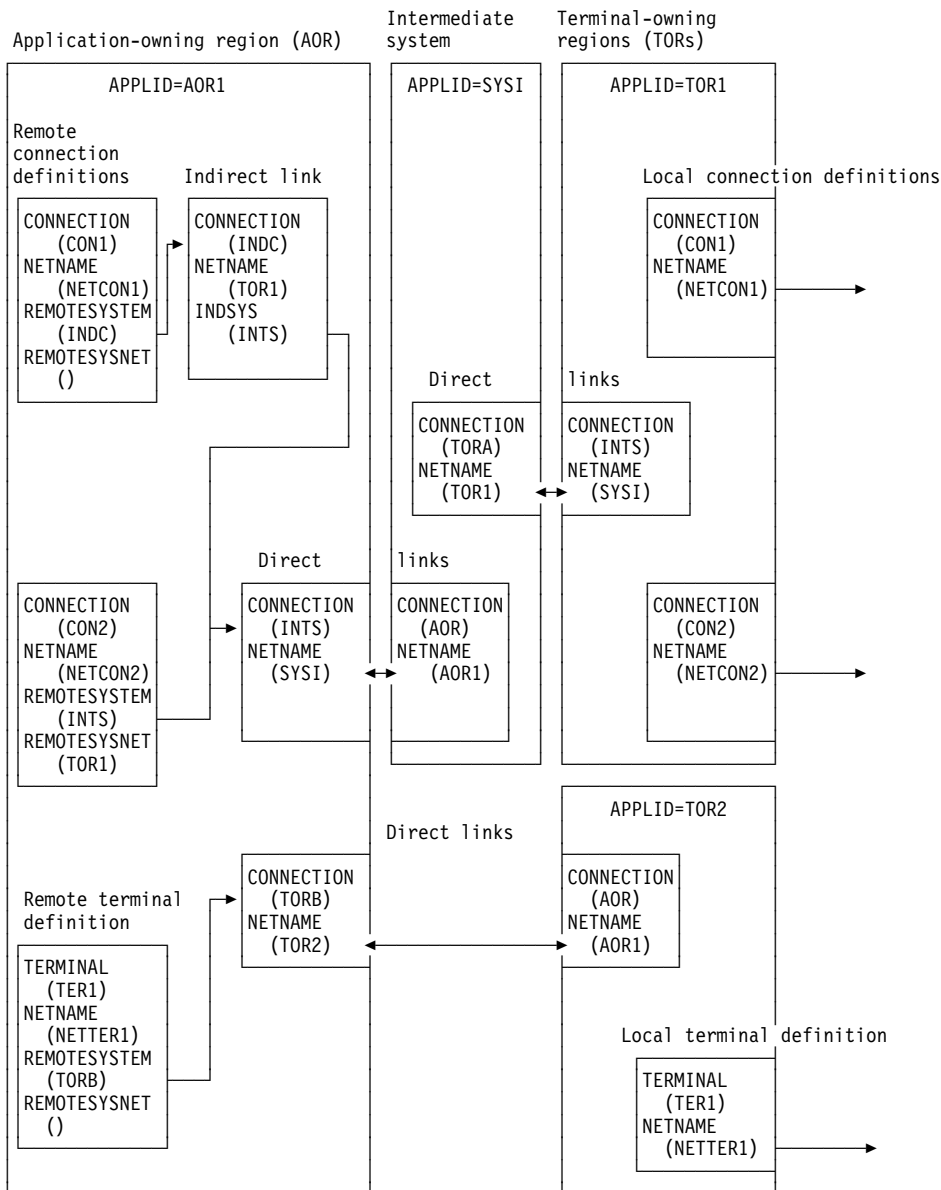 Application-owning region (AOR)
Intermediate
system
Terminal-owning
regions (TORs)
APPLID=AOR1
APPLID=SYSI
APPLID=TOR1
Remote
connection
definitions
Indirect link
Local connection definitions
CONNECTION
(CON1)
NETNAME
(NETCON1)
REMOTESYSTEM
(INDC)
REMOTESYSNET
()
CONNECTION
(INDC)
NETNAME
(TOR1)
INDSYS
(INTS)
CONNECTION
(CON1)
NETNAME
(NETCON1)
Direct
links
CONNECTION
(TORA)
NETNAME
(TOR1)
CONNECTION
(INTS)
NETNAME
(SYSI)
Direct
links
CONNECTION
(CON2)
NETNAME
(NETCON2)
REMOTESYSTEM
(INTS)
REMOTESYSNET
(TOR1)
CONNECTION
(INTS)
NETNAME
(SYSI)
CONNECTION
(AOR)
NETNAME
(AOR1)
CONNECTION
(CON2)
NETNAME
(NETCON2)
APPLID=TOR2
Direct links
Remote terminal
definition
CONNECTION
(TORB)
NETNAME
(TOR2)
CONNECTION
(AOR)
NETNAME
(AOR1)
TERMINAL
(TER1)
NETNAME
(NETTER1)
REMOTESYSTEM
(TORB)
REMOTESYSNET
()
Local terminal definition
TERMINAL
(TER1)
NETNAME
(NETTER1)